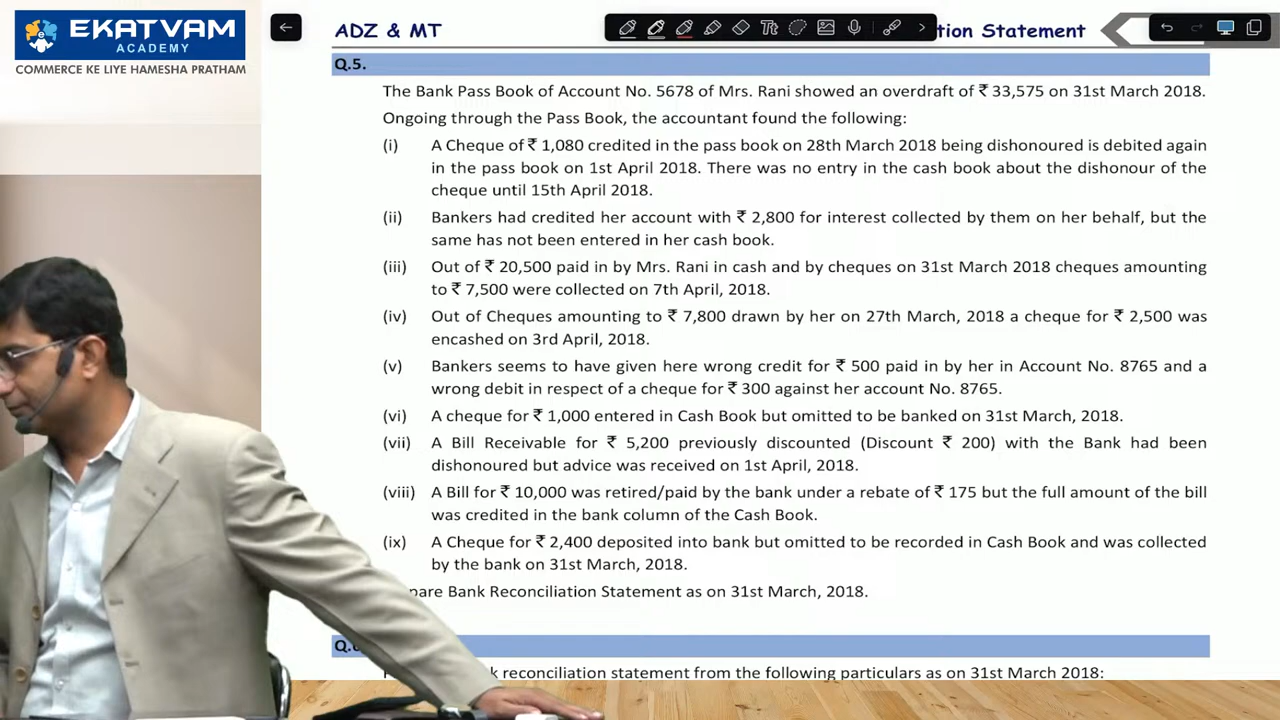 EKATVAM
ACADEMY
COMMERCE KE LIYE HAMESHA PRATHAM
ADZ & MT
tion Statement
Q.5.
The Bank Pass Book of Account No. 5678 of Mrs. Rani showed an overdraft of ₹ 33,575 on 31st March 2018.
Ongoing through the Pass Book, the accountant found the following:
(i) A Cheque of ₹ 1,080 credited in the pass book on 28th March 2018 being dishonoured is debited again
in the pass book on 1st April 2018. There was no entry in the cash book about the dishonour of the
cheque until 15th April 2018.
(ii) Bankers had credited her account with ₹ 2,800 for interest collected by them on her behalf, but the
same has not been entered in her cash book.
(iii) Out of ₹ 20,500 paid in by Mrs. Rani in cash and by cheques on 31st March 2018 cheques amounting
to ₹ 7,500 were collected on 7th April, 2018.
(iv) Out of Cheques amounting to ₹ 7,800 drawn by her on 27th March, 2018 a cheque for ₹ 2,500 was
encashed on 3rd April, 2018.
(v) Bankers seems to have given here wrong credit for ₹ 500 paid in by her in Account No. 8765 and a
wrong debit in respect of a cheque for ₹ 300 against her account No. 8765.
(vi) A cheque for ₹ 1,000 entered in Cash Book but omitted to be banked on 31st March, 2018.
(vii) A Bill Receivable for ₹ 5,200 previously discounted (Discount ₹ 200) with the Bank had been
dishonoured but advice was received on 1st April, 2018.
(viii) A Bill for ₹ 10,000 was retired/paid by the bank under a rebate of ₹ 175 but the full amount of the bill
was credited in the bank column of the Cash Book.
(ix) A Cheque for ₹ 2,400 deposited into bank but omitted to be recorded in Cash Book and was collected
by the bank on 31st March, 2018.
pare Bank Reconciliation Statement as on 31st March, 2018.
k reconciliation statement from the following particulars as on 31st March 2018: